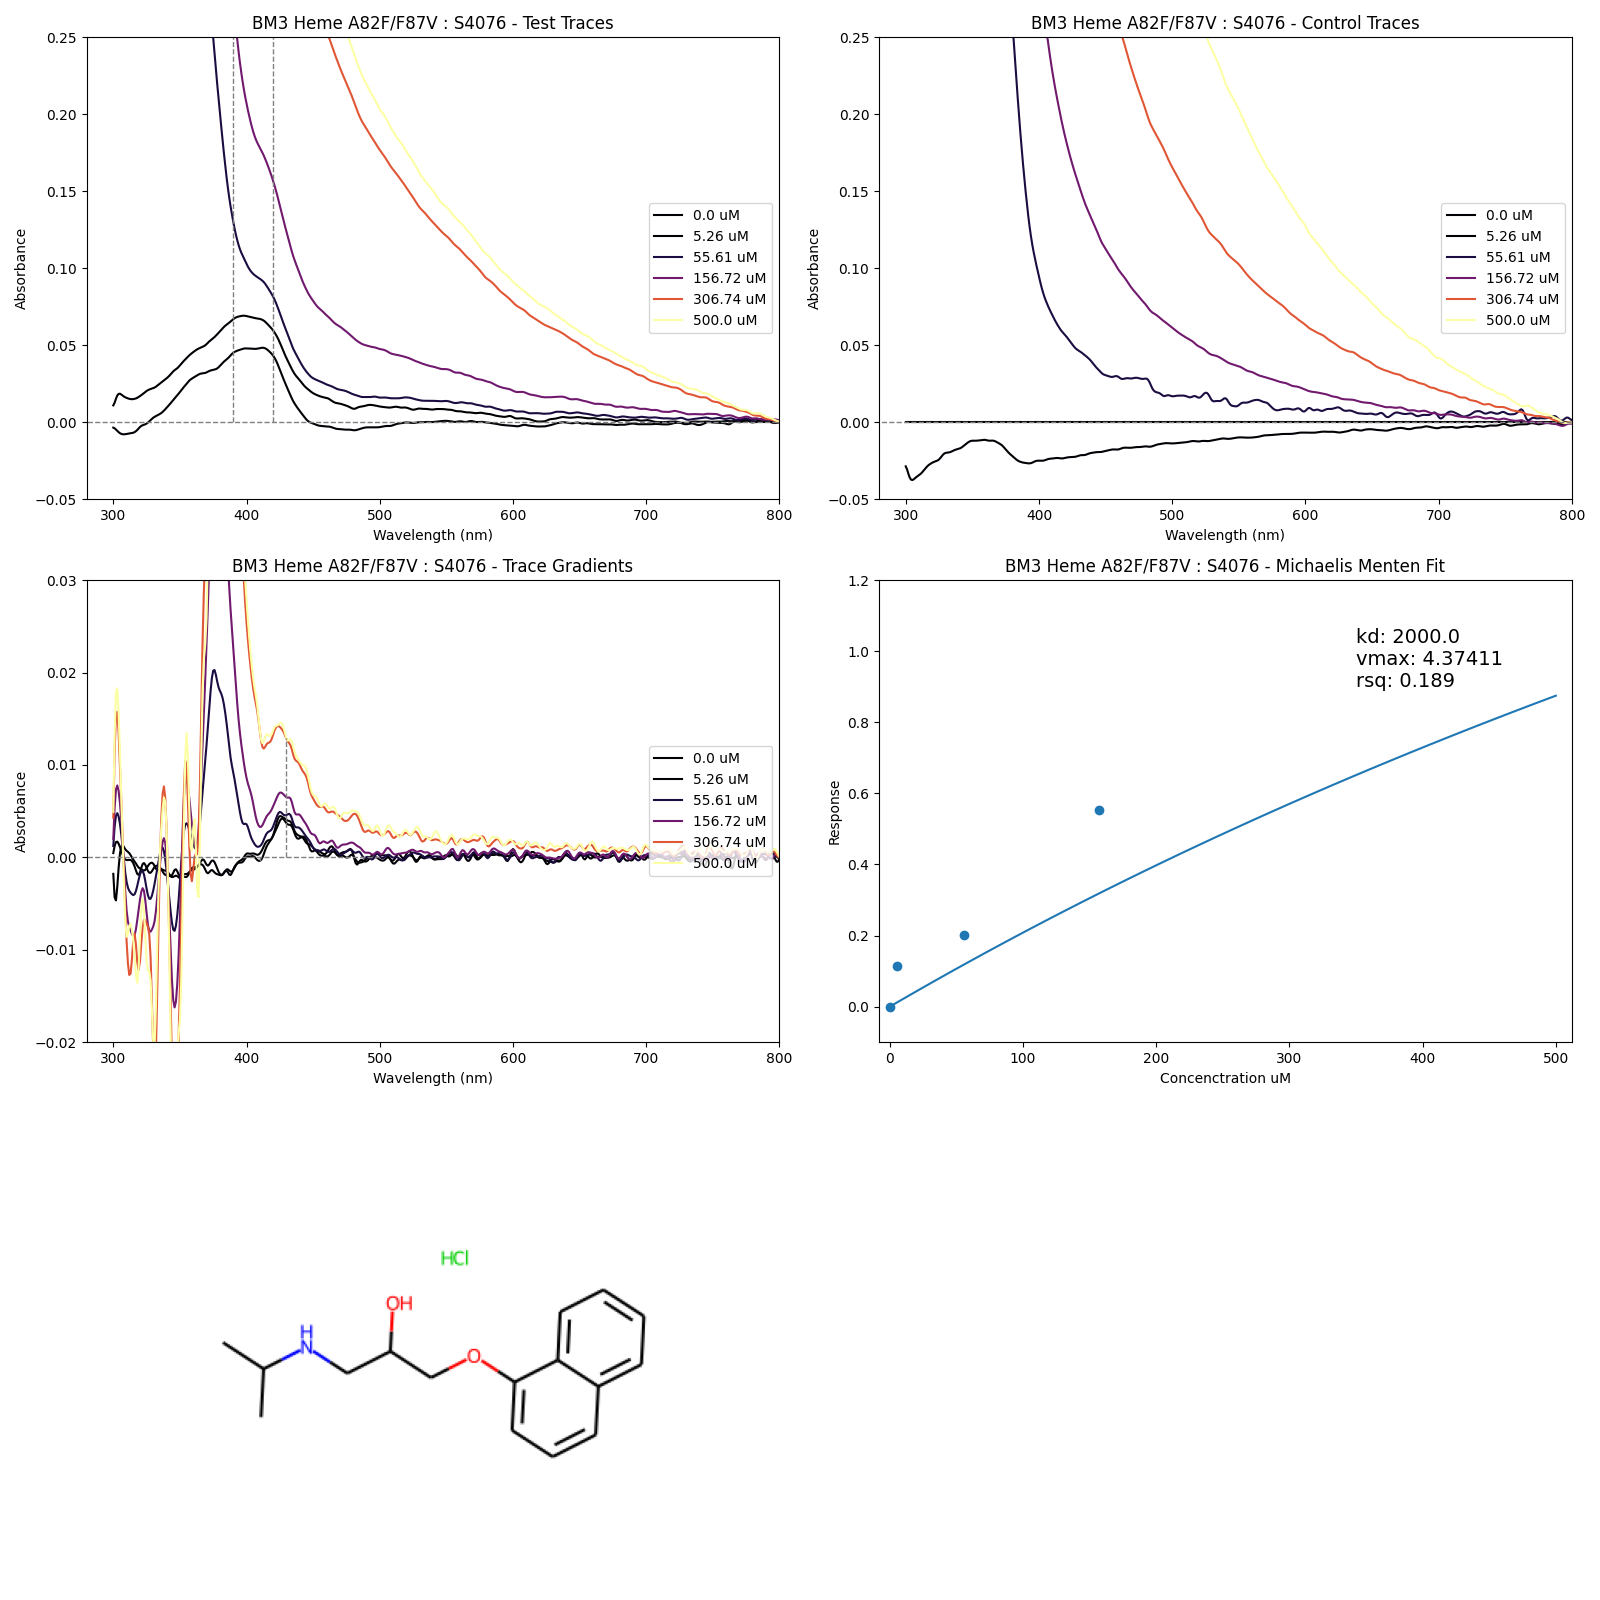 BM3 Heme A82F/F87V : S4076 - Test Traces
0.25
0.20
0.15
0.10
0.05
0.00
−0.05
Absorbance
300
400
500
600
700
800
Wavelength (nm)
0.0 uM
5.26 uM
55.61 uM
156.72 uM
306.74 uM
500.0 uM
BM3 Heme A82F/F87V : S4076 - Control Traces
0.25
0.20
0.15
0.10
0.05
0.00
−0.05
Absorbance
300
400
500
600
700
800
Wavelength (nm)
0.0 uM
5.26 uM
55.61 uM
156.72 uM
306.74 uM
500.0 uM
BM3 Heme A82F/F87V : S4076 - Trace Gradients
0.03
0.02
0.01
0.00
−0.01
−0.02
Absorbance
300
400
500
600
700
800
Wavelength (nm)
0.0 uM
5.26 uM
55.61 uM
156.72 uM
306.74 uM
500.0 uM
BM3 Heme A82F/F87V : S4076 - Michaelis Menten Fit
1.2
1.0
0.8
0.6
0.4
0.2
0.0
Response
0
100
200
300
400
500
Concenctration uM
kd: 2000.0
vmax: 4.37411
rsq: 0.189
HCl
OH
H
N
O